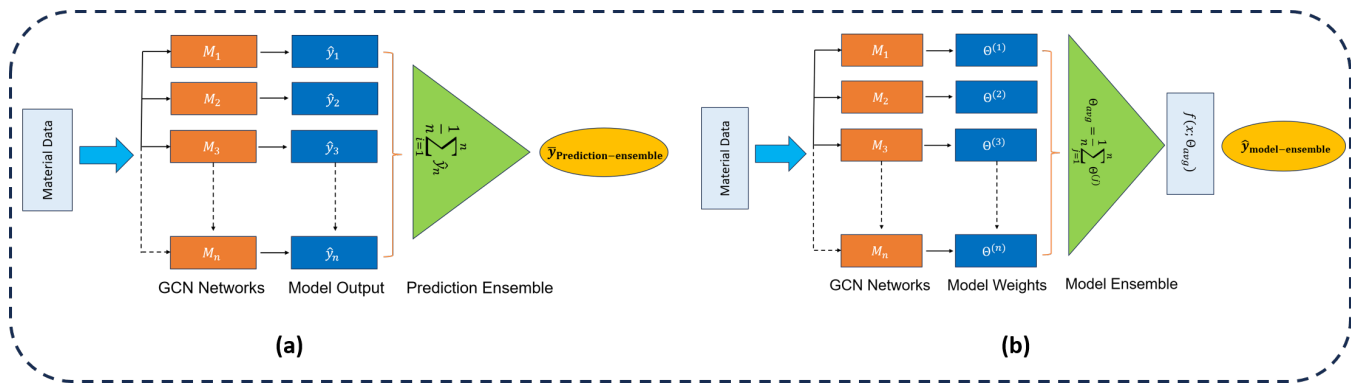 Material Data
M₁
ŷ₁
M₂
ŷ₂
M₃
ŷ₃
Mₙ
ŷₙ
1/n ∑ⁿᵢ₌₁ ŷₙ
ȳPrediction−ensemble
GCN Networks
Model Output
Prediction Ensemble
(a)
Material Data
M₁
Θ⁽¹⁾
M₂
Θ⁽²⁾
M₃
Θ⁽³⁾
Mₙ
Θ⁽ⁿ⁾
Θₐᵥg = 1/n ∑ⁿⱼ₌₁ Θ⁽ʲ⁾
f(x; Θₐᵥg)
ŷmodel−ensemble
GCN Networks
Model Weights
Model Ensemble
(b)